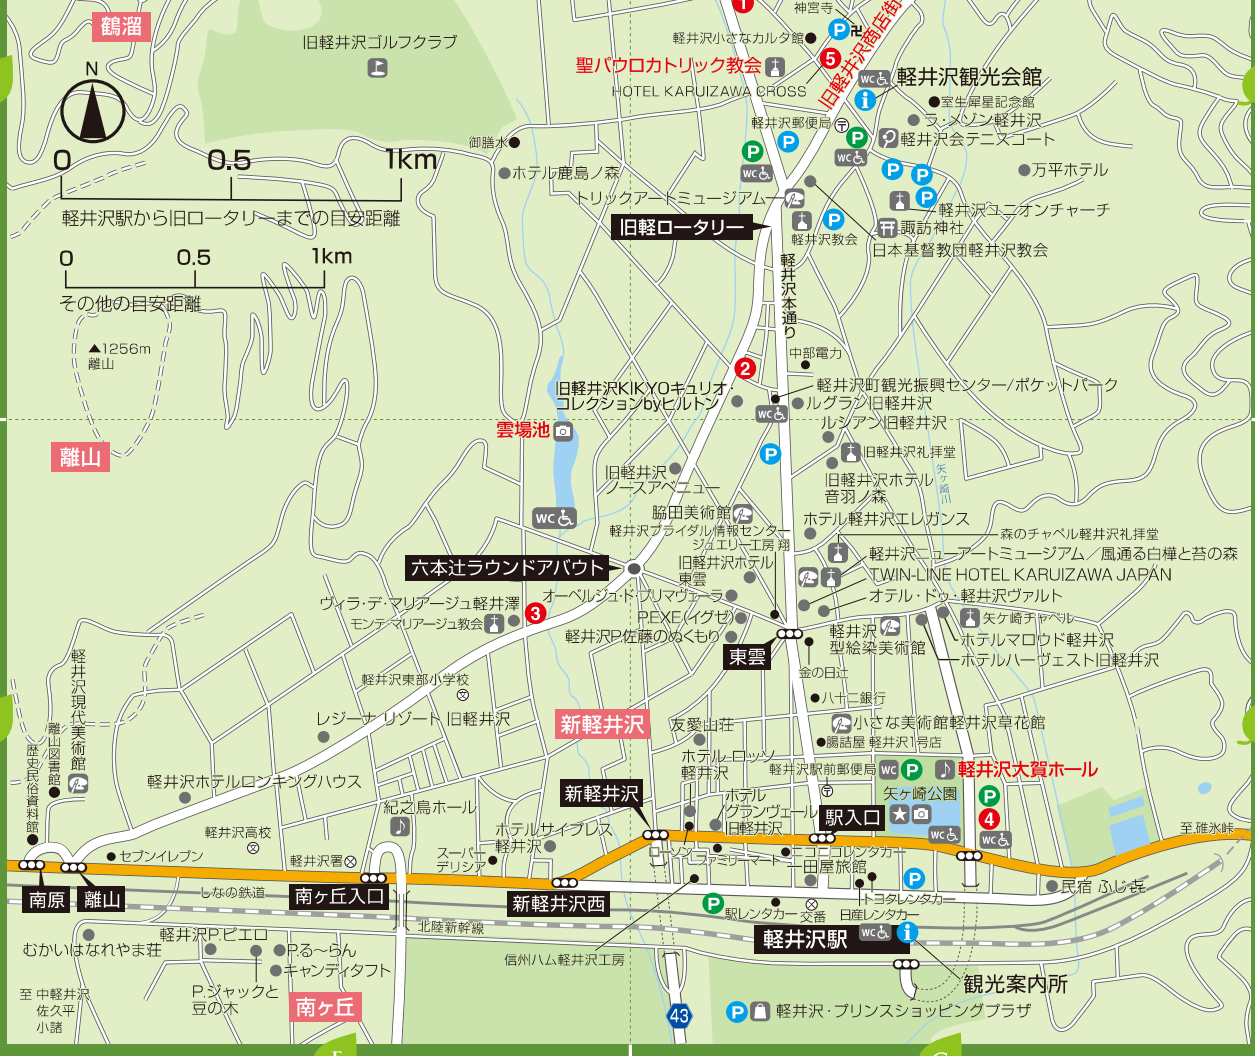 鶴溜
旧軽井沢ゴルフクラブ
N
0
0.5
1km
軽井沢駅から旧ロータリーまでの目安距離
0
0.5
1km
その他の目安距離
▲1256m
離山
離山
1
神宮寺
P
卍
軽井沢小さなカルタ館
旧軽井沢商店街
5
聖パウロカトリック教会
HOTEL KARUIZAWA CROSS
WC
軽井沢観光会館
i
室生犀星記念館
ラ・メゾン軽井沢
軽井沢郵便局
〒
P
P
P
WC
WC
軽井沢会テニスコート
御膳水
ホテル鹿島ノ森
P
P
P
万平ホテル
トリックアートミュージアム
軽井沢ユニオンチャーチ
旧軽ロータリー
P
軽井沢教会
諏訪神社
日本基督教団軽井沢教会
軽井沢本通り
中部電力
2
旧軽井沢KIKYOキュリオ・
コレクションbyヒルトン
軽井沢町観光振興センター/ポケットパーク
ルグラン旧軽井沢
WC
ルシアン旧軽井沢
雲場池
P
旧軽井沢礼拝堂
旧軽井沢
ノースアベニュー
旧軽井沢ホテル
音羽ノ森
矢ヶ崎川
WC
脇田美術館
ホテル軽井沢エレガンス
軽井沢ブライダル情報センター
ジュエリー工房 翔
森のチャペル軽井沢礼拝堂
六本辻ラウンドアバウト
旧軽井沢ホテル
東雲
軽井沢ニューアートミュージアム／風通る白樺と苔の森
TWIN-LINE HOTEL KARUIZAWA JAPAN
オーベルジュ・ド・プリマヴェーラ
オテル・ドゥ・軽井沢ヴァルト
ヴィラ・デ・マリアージュ軽井澤
3
モンテ・マリアージュ教会
P.EXE(イグゼ)
軽井沢P.佐藤のぬくもり
矢ケ崎チャペル
軽井沢
型絵染美術館
ホテルマロウド軽井沢
ホテルハーヴェスト旧軽井沢
東雲
金の日辻
軽井沢東部小学校
文
八十二銀行
軽井沢現代美術館
離山図書館
歴史民俗資料館
レジーナ リゾート 旧軽井沢
新軽井沢
友愛山荘
小さな美術館軽井沢草花館
腸詰屋 軽井沢1号店
ホテル・ロッソ
軽井沢
軽井沢駅前郵便局
〒
WC
P
軽井沢大賀ホール
軽井沢ホテルロンギングハウス
紀之島ホール
新軽井沢
ホテル
グランヴェール
旧軽井沢
矢ヶ崎公園
駅入口
P
4
WC
WC
軽井沢高校
文
ホテルサイプレス
軽井沢
至.碓氷峠
セブンイレブン
軽井沢署
スーパー
デリシア
ローソン
ファミリーマート
ニコニコレンタカー
二田屋旅館
南原
離山
しなの鉄道
南ヶ丘入口
新軽井沢西
P
P
民宿 ふじ㐂
トヨタレンタカー
駅レンタカー
交番
日産レンタカー
むかいはなれやま荘
軽井沢P.ピエロ
北陸新幹線
軽井沢駅
WC
i
P.る〜らん
キャンディタフト
信州ハム軽井沢工房
観光案内所
至 中軽井沢
佐久平
小諸
P.ジャックと
豆の木
南ヶ丘
43
P
軽井沢・プリンスショッピングプラザ